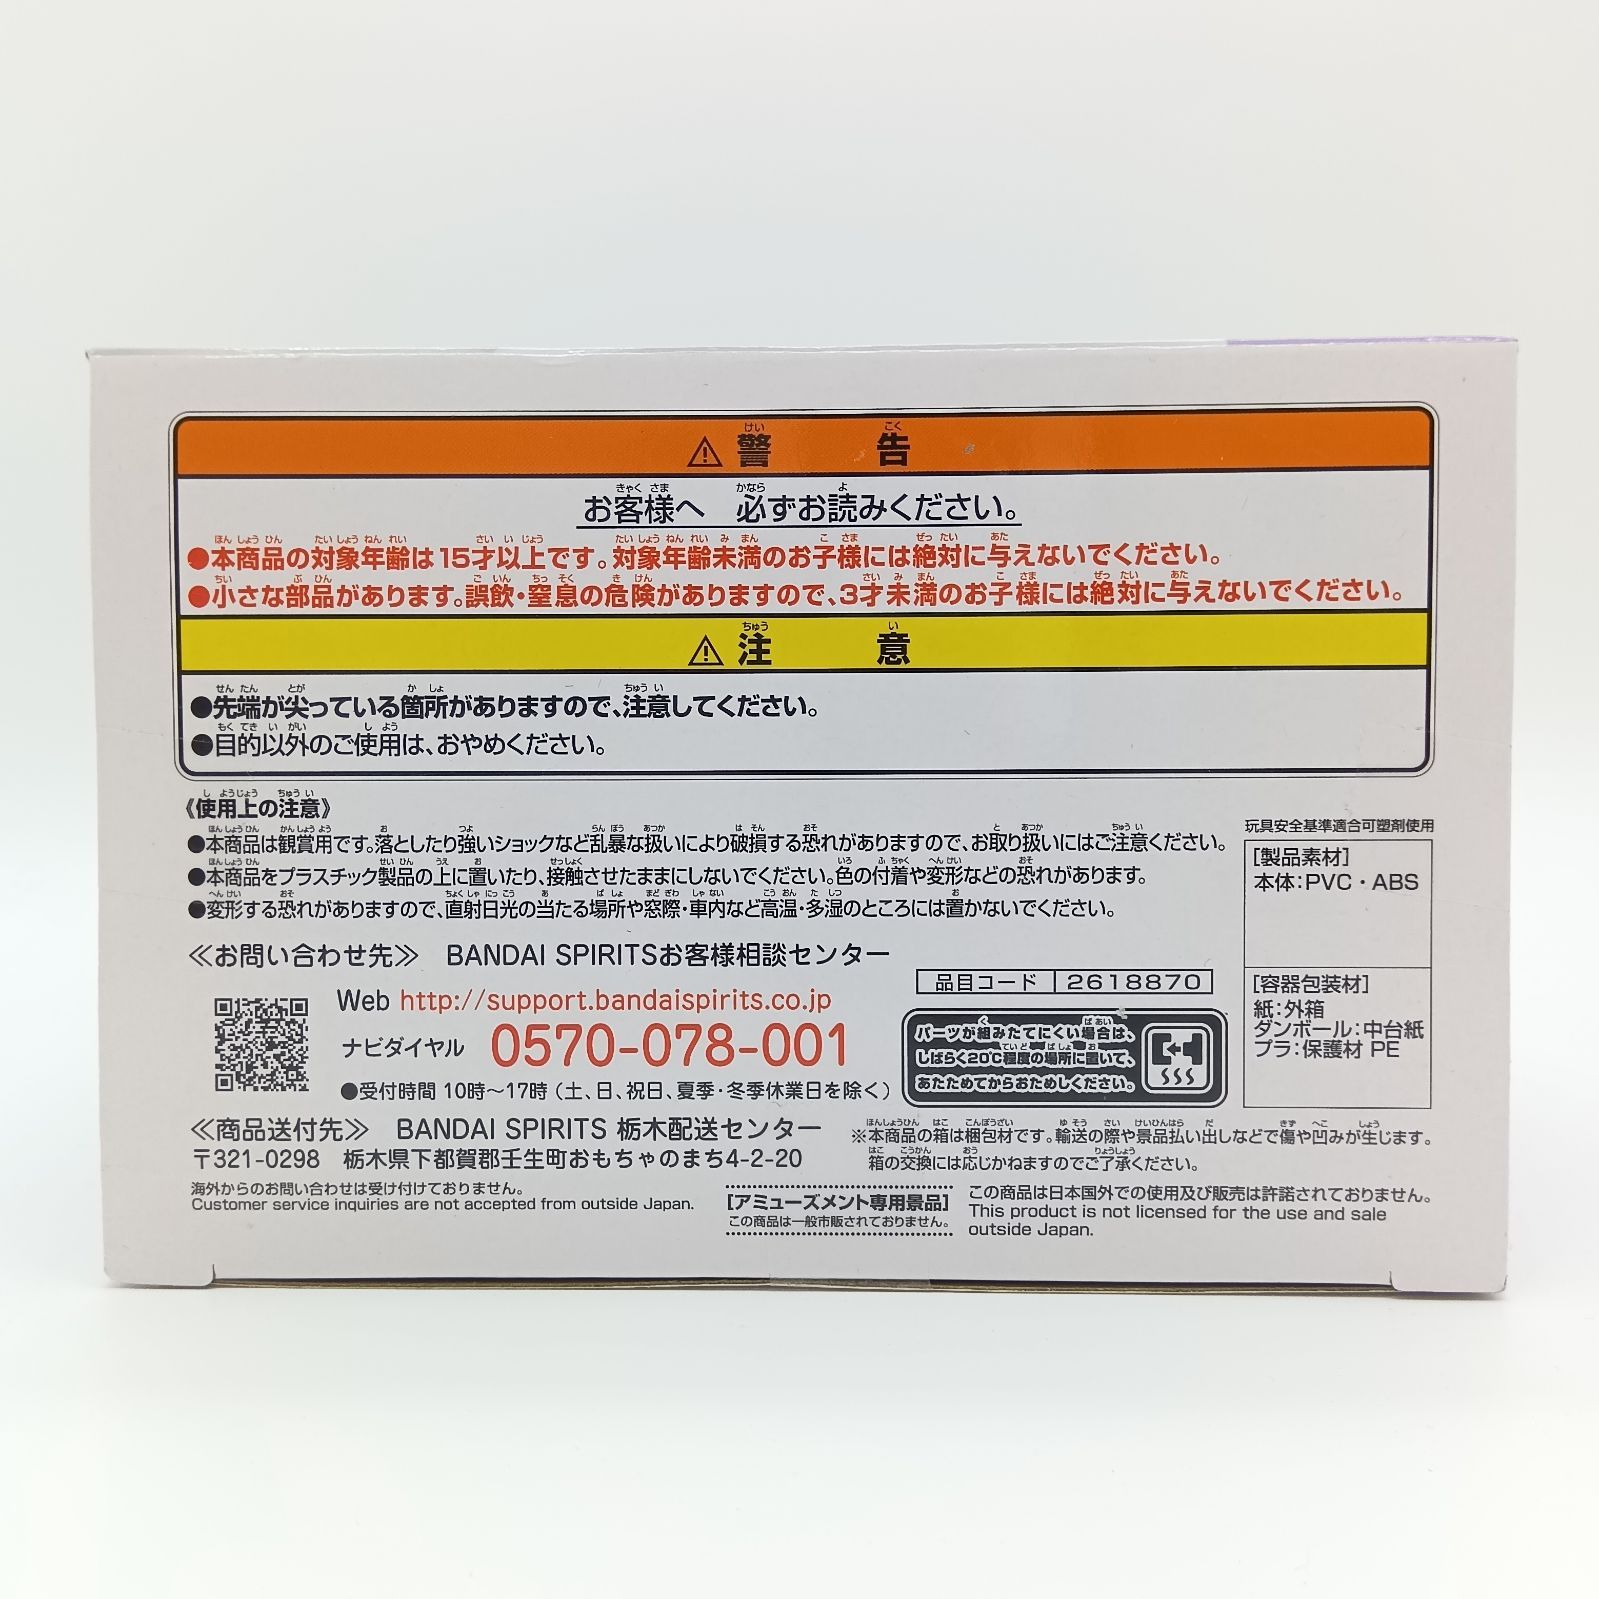 ⚠ 警告
お客様へ 必ずお読みください。
●本商品の対象年齢は15才以上です。対象年齢未満のお子様には絶対に与えないでください。
●小さな部品があります。誤飲・窒息の危険がありますので、3才未満のお子様には絶対に与えないでください。
⚠ 注意
●先端が尖っている箇所がありますので、注意してください。
●目的以外のご使用は、おやめください。
《使用上の注意》
●本商品は観賞用です。落としたり強いショックなど乱暴な扱いにより破損する恐れがありますので、お取り扱いにはご注意ください。
●本商品をプラスチック製品の上に置いたり、接触させたままにしないでください。色の付着や変形などの恐れがあります。
●変形する恐れがありますので、直射日光の当たる場所や窓際・車内など高温・多湿のところには置かないでください。
玩具安全基準適合可塑剤使用
[製品素材]
本体:PVC・ABS
[容器包装材]
紙:外箱
ダンボール:中台紙
プラ:保護材 PE
≪お問い合わせ先≫ BANDAI SPIRITSお客様相談センター
Web http://support.bandaispirits.co.jp
ナビダイヤル 0570-078-001
●受付時間 10時~17時(土、日、祝日、夏季・冬季休業日を除く)
品目コード 2618870
パーツが組みたてにくい場合は、
しばらく20℃程度の場所に置いて、
あたためてからおためしください。
≪商品送付先≫ BANDAI SPIRITS 栃木配送センター
〒321-0298 栃木県下都賀郡壬生町おもちゃのまち4-2-20
※本商品の箱は梱包材です。輸送の際や景品払い出しなどで傷や凹みが生じます。
箱の交換には応じかねますのでご了承ください。
海外からのお問い合わせは受け付けておりません。
Customer service inquiries are not accepted from outside Japan.
[アミューズメント専用景品]
この商品は一般市販されておりません。
この商品は日本国外での使用及び販売は許諾されておりません。
This product is not licensed for the use and sale
outside Japan.